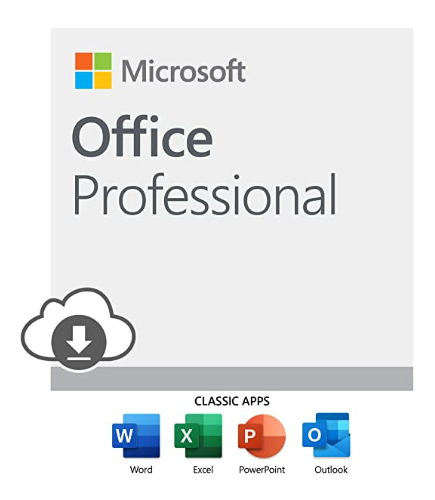 Microsoft
Office
Professional
CLASSIC APPS
W X P O
Word Excel PowerPoint Outlook